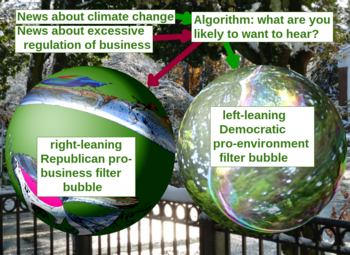 News about climate change
News about excessive
regulation of business
Algorithm: what are you
likely to want to hear?
right-leaning
Republican pro-
business filter
bubble
left-leaning
Democratic
pro-environment
filter bubble